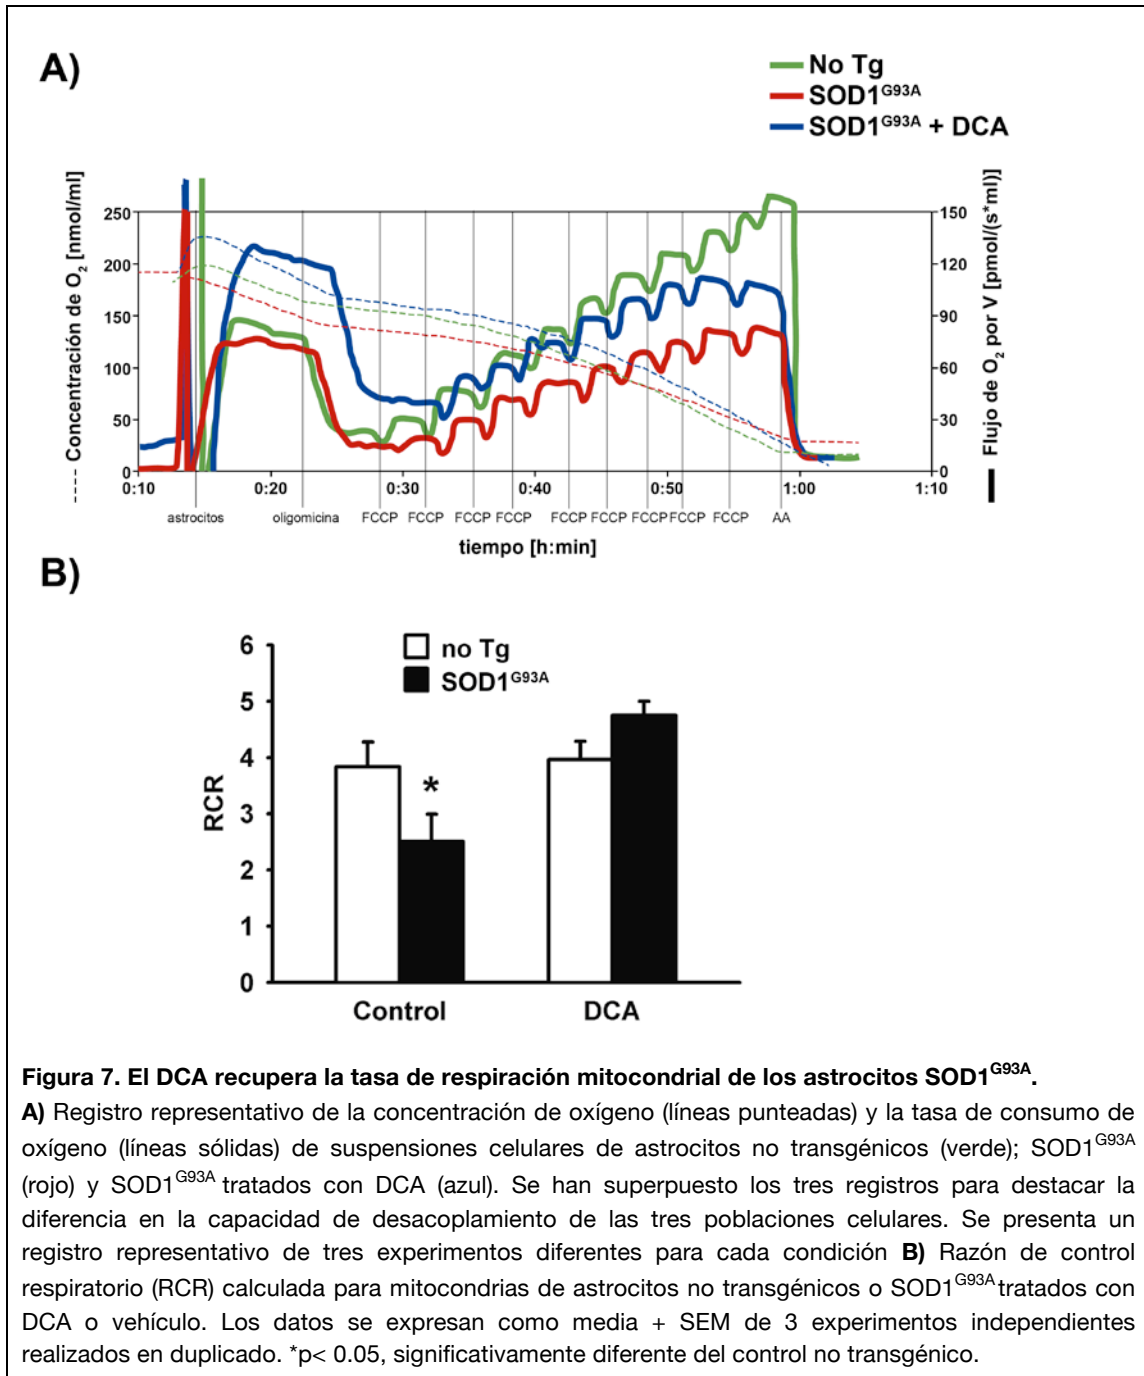 A)
No Tg
SOD1G93A
SOD1G93A + DCA
---- Concentración de O2 [nmol/ml]
Flujo de O2 por V [pmol/(s*ml)]
250
200
150
100
50
0
150
120
90
60
30
0
0:10 0:20 0:30 0:40 0:50 1:00 1:10
astrocitos oligomicina FCCP FCCP FCCP FCCP FCCP FCCP FCCP FCCP FCCP AA
tiempo [h:min]
B)
no Tg
SOD1G93A
RCR
6
5
4
3
2
1
0
*
Control DCA
Figura 7. El DCA recupera la tasa de respiración mitocondrial de los astrocitos SOD1G93A.
A) Registro representativo de la concentración de oxígeno (líneas punteadas) y la tasa de consumo de
oxígeno (líneas sólidas) de suspensiones celulares de astrocitos no transgénicos (verde); SOD1G93A
(rojo) y SOD1G93A tratados con DCA (azul). Se han superpuesto los tres registros para destacar la
diferencia en la capacidad de desacoplamiento de las tres poblaciones celulares. Se presenta un
registro representativo de tres experimentos diferentes para cada condición B) Razón de control
respiratorio (RCR) calculada para mitocondrias de astrocitos no transgénicos o SOD1G93A tratados con
DCA o vehículo. Los datos se expresan como media + SEM de 3 experimentos independientes
realizados en duplicado. *p< 0.05, significativamente diferente del control no transgénico.